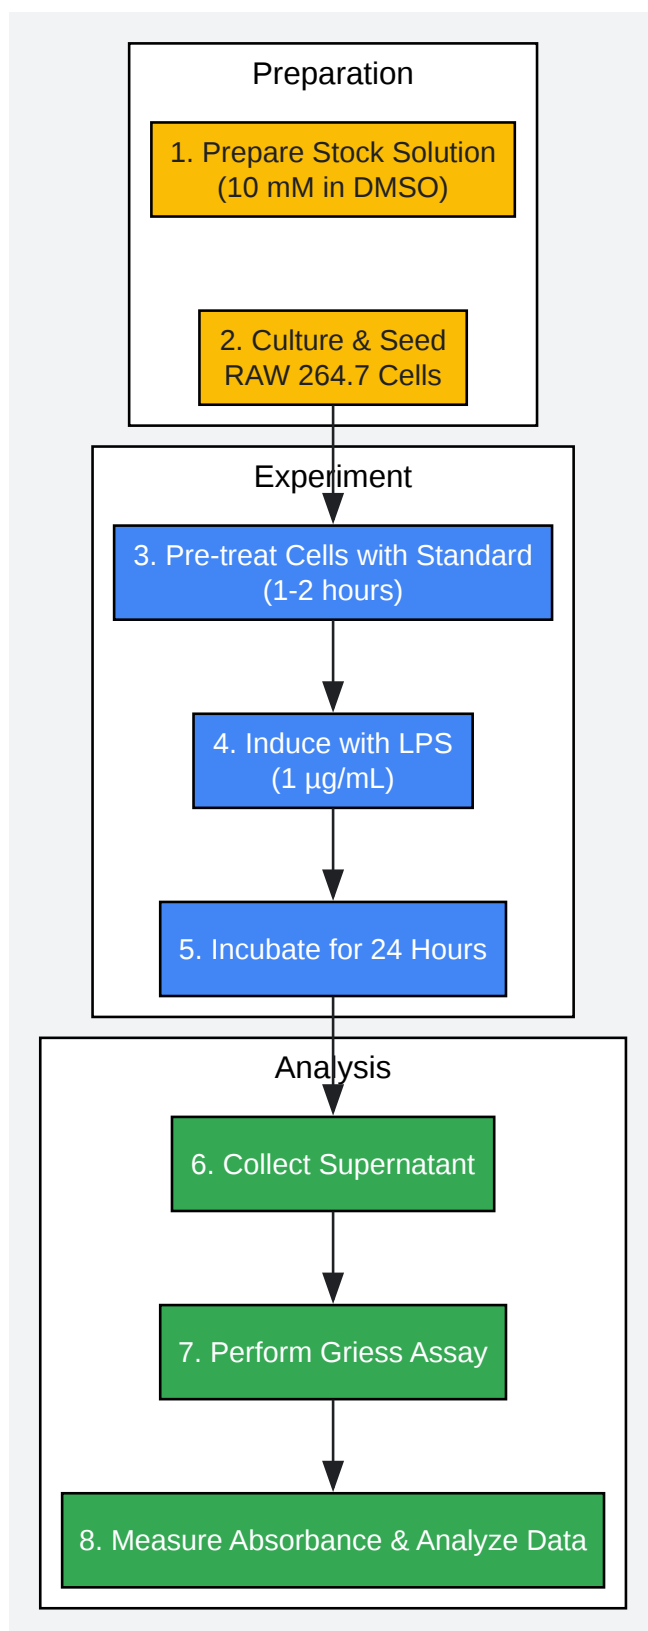 Preparation
1. Prepare Stock Solution
(10 mM in DMSO)
2. Culture & Seed
RAW 264.7 Cells
Experiment
3. Pre-treat Cells with Standard
(1-2 hours)
4. Induce with LPS
(1 µg/mL)
5. Incubate for 24 Hours
Analysis
6. Collect Supernatant
7. Perform Griess Assay
8. Measure Absorbance & Analyze Data